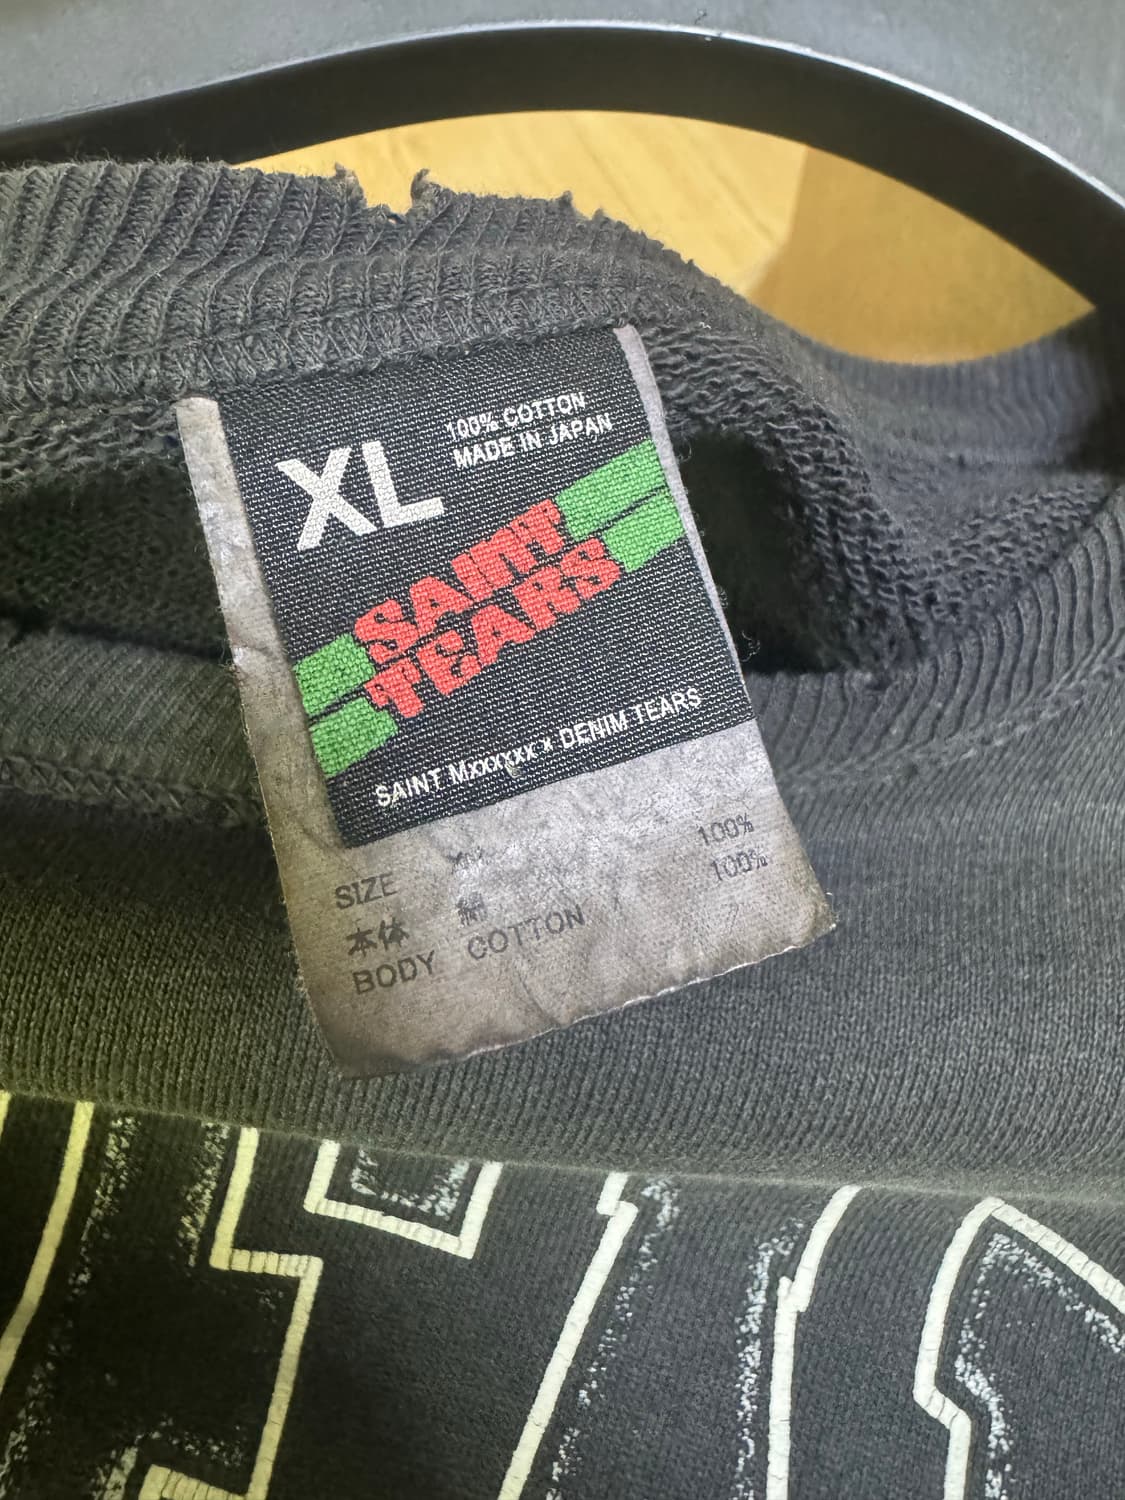 XL
100% COTTON
MADE IN JAPAN
SAINT
TEARS
SAINT Mxxxxxx × DENIM TEARS
SIZE
本体 綿 100%
BODY COTTON 100%